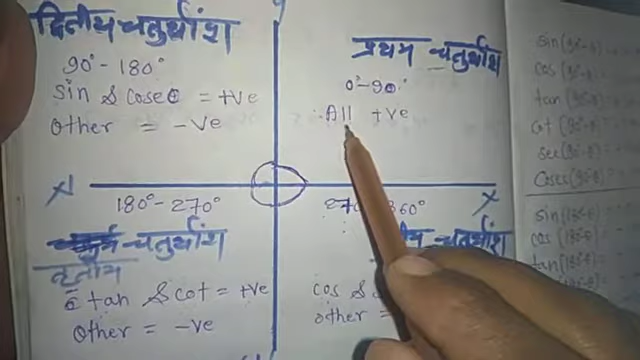 द्वितीय चतुर्थांश
90° - 180°
sin & cosec = +ve
other = -ve
प्रथम चतुर्थांश
0° - 90°
All +ve
X'
X
180° - 270°
चतुर्थांश
तृतीय
tan & cot = +ve
other = -ve
360°
चतुर्थांश
cos &
other =
sin(90°-θ)
cos(90°-θ)
tan(90°-θ)
cot(90°-θ)
sec(90°-θ)
cosec(90°-θ)
sin(180°-θ)
cos(180°-θ)
tan(180°-θ)